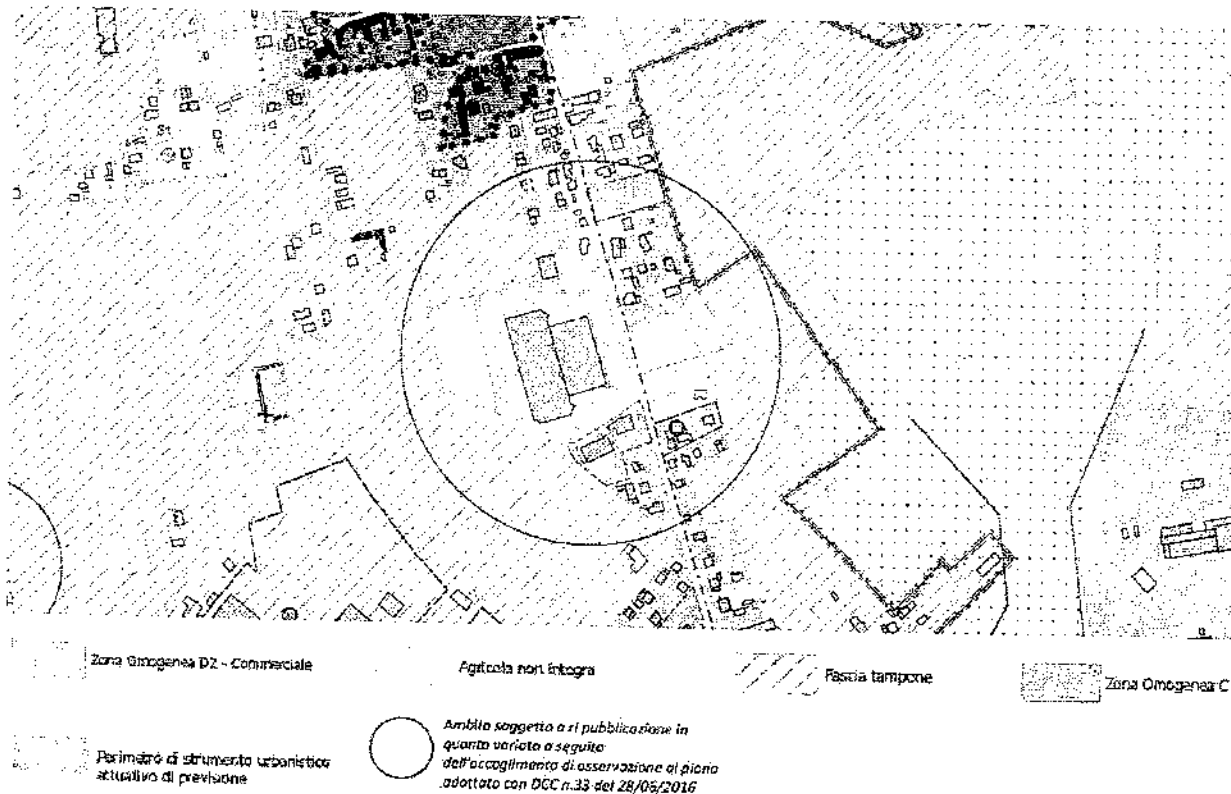 Zona Omogenea D2 - Commerciale
Agricola non integra
Fascia tampone
Zona Omogenea C
Perimetro di strumento urbanistico
attuativo di previsione
Ambito soggetto a ri pubblicazione in
quanto variato a seguito
dell'accoglimento di osservazione al piano
adottato con DCC n.33 del 28/06/2016